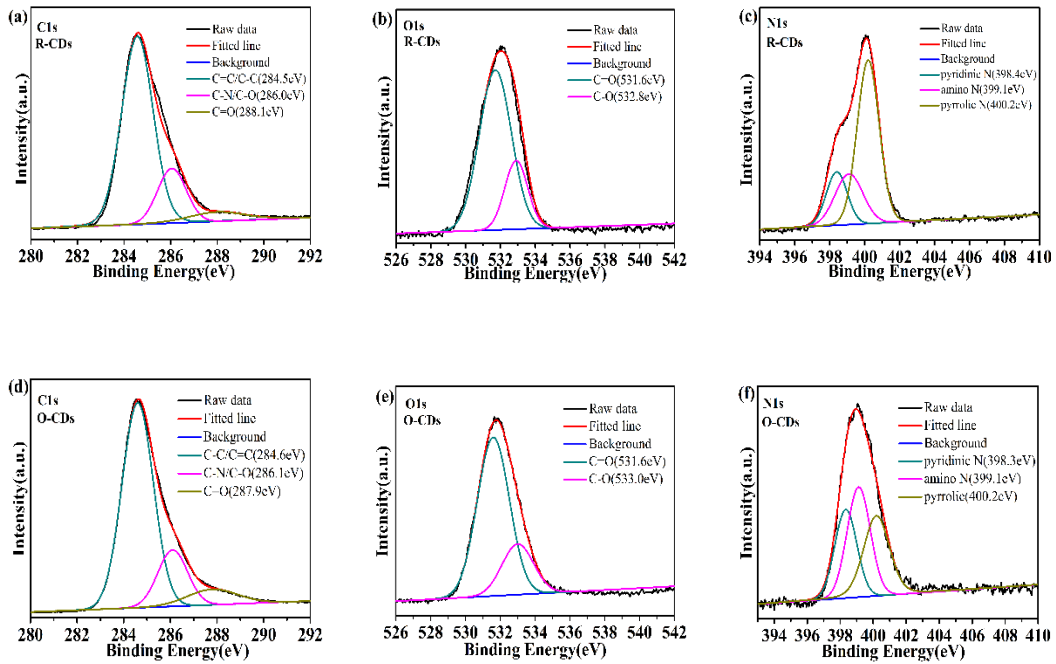 (a)
C1s
R-CDs
Raw data
Fitted line
Background
C=C/C-C(284.5eV)
C-N/C-O(286.0eV)
C=O(288.1eV)
Intensity(a.u.)
280 282 284 286 288 290 292
Binding Energy(eV)
(b)
O1s
R-CDs
Raw data
Fitted line
Background
C=O(531.6eV)
C-O(532.8eV)
Intensity(a.u.)
526 528 530 532 534 536 538 540 542
Binding Energy(eV)
(c)
N1s
R-CDs
Raw data
Fitted line
Background
pyridinic N(398.4eV)
amino N(399.1eV)
pyrrolic N(400.2eV)
Intensity(a.u.)
394 396 398 400 402 404 406 408 410
Binding Energy(eV)
(d)
C1s
O-CDs
Raw data
Fitted line
Background
C-C/C=C(284.6eV)
C-N/C-O(286.1eV)
C=O(287.9eV)
Intensity(a.u.)
280 282 284 286 288 290 292
Binding Energy(eV)
(e)
O1s
O-CDs
Raw data
Fitted line
Background
C=O(531.6eV)
C-O(533.0eV)
Intensity(a.u.)
526 528 530 532 534 536 538 540 542
Binding Energy(eV)
(f)
N1s
O-CDs
Raw data
Fitted line
Background
pyridinic N(398.3eV)
amino N(399.1eV)
pyrrolic(400.2eV)
Intensity(a.u.)
394 396 398 400 402 404 406 408 410
Binding Energy(eV)